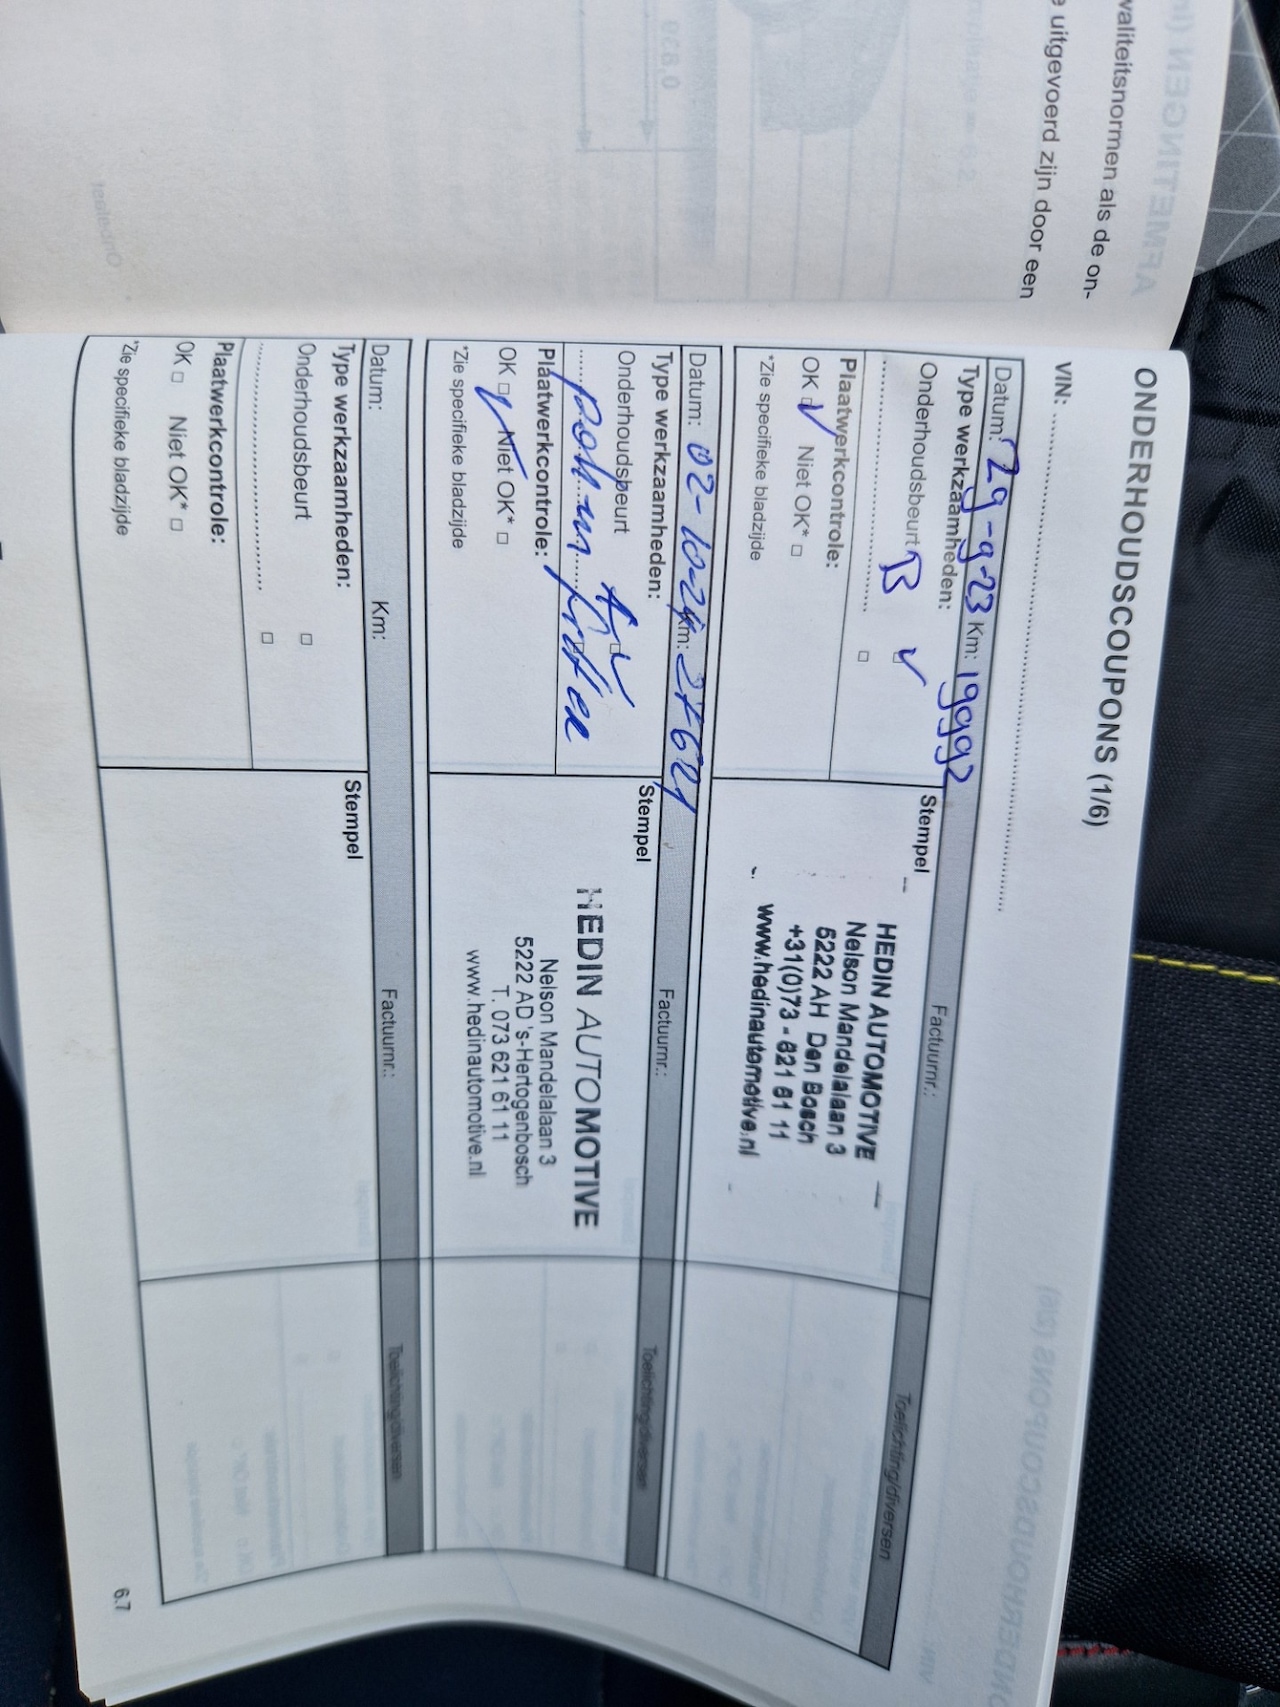 valiteitsnormen als de on-
e uitgevoerd zijn door een
ONDERHOUDSCOUPONS (1/6)
VIN: ........................................
Datum: 29-9-23 Km: 19992 Factuurnr.: Toelichting/diversen
Type werkzaamheden:
Onderhoudsbeurt B ✓
........................................ □
Plaatwerkcontrole:
OK ✓ Niet OK* □
*Zie specifieke bladzijde
Stempel
HEDIN AUTOMOTIVE
Nelson Mandelalaan 3
5222 AH Den Bosch
+31(0)73 - 621 61 11
www.hedinautomotive.nl
Datum: 02-10-24 Km: 27621 Factuurnr.: Toelichting/diversen
Type werkzaamheden:
Onderhoudsbeurt A ✓
Plaatwerkcontrole:
OK □ ✓ Niet OK* □
*Zie specifieke bladzijde
Stempel
HEDIN AUTOMOTIVE
Nelson Mandelalaan 3
5222 AD 's-Hertogenbosch
T. 073 621 61 11
www.hedinautomotive.nl
Datum: Km: Factuurnr.: Toelichting/diversen
Type werkzaamheden:
Onderhoudsbeurt □
........................................ □
Plaatwerkcontrole:
OK □ Niet OK* □
*Zie specifieke bladzijde
Stempel
6.7